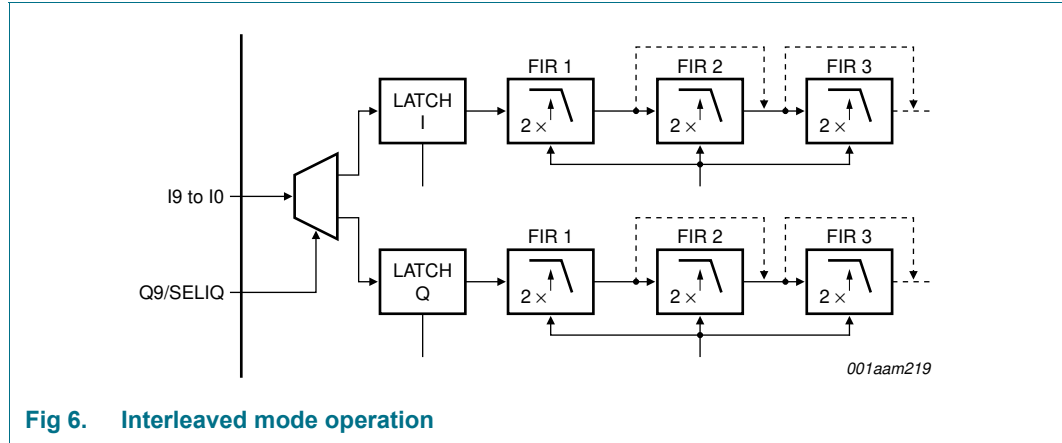 FIR 1 FIR 2 FIR 3
LATCH
I
2 × 2 × 2 ×
I9 to I0
FIR 1 FIR 2 FIR 3
LATCH
Q
2 × 2 × 2 ×
Q9/SELIQ
001aam219
Fig 6. Interleaved mode operation